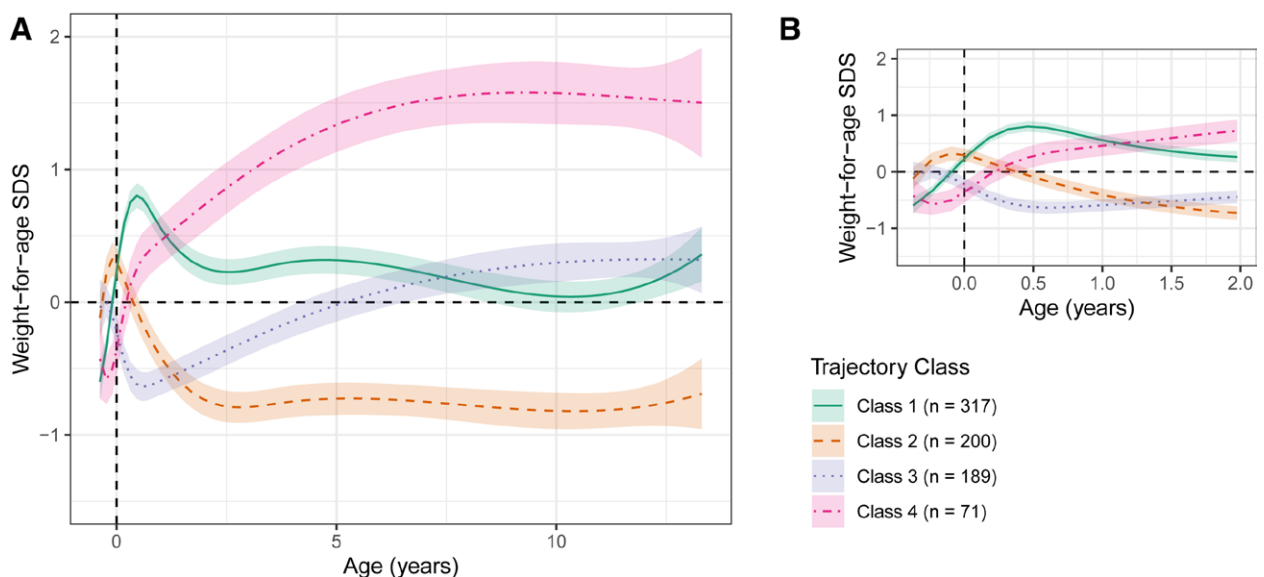 A
Weight−for−age SDS
2
1
0
−1
0
5
10
Age (years)
B
Weight−for−age SDS
2
1
0
−1
0.0
0.5
1.0
1.5
2.0
Age (years)
Trajectory Class
Class 1 (n = 317)
Class 2 (n = 200)
Class 3 (n = 189)
Class 4 (n = 71)